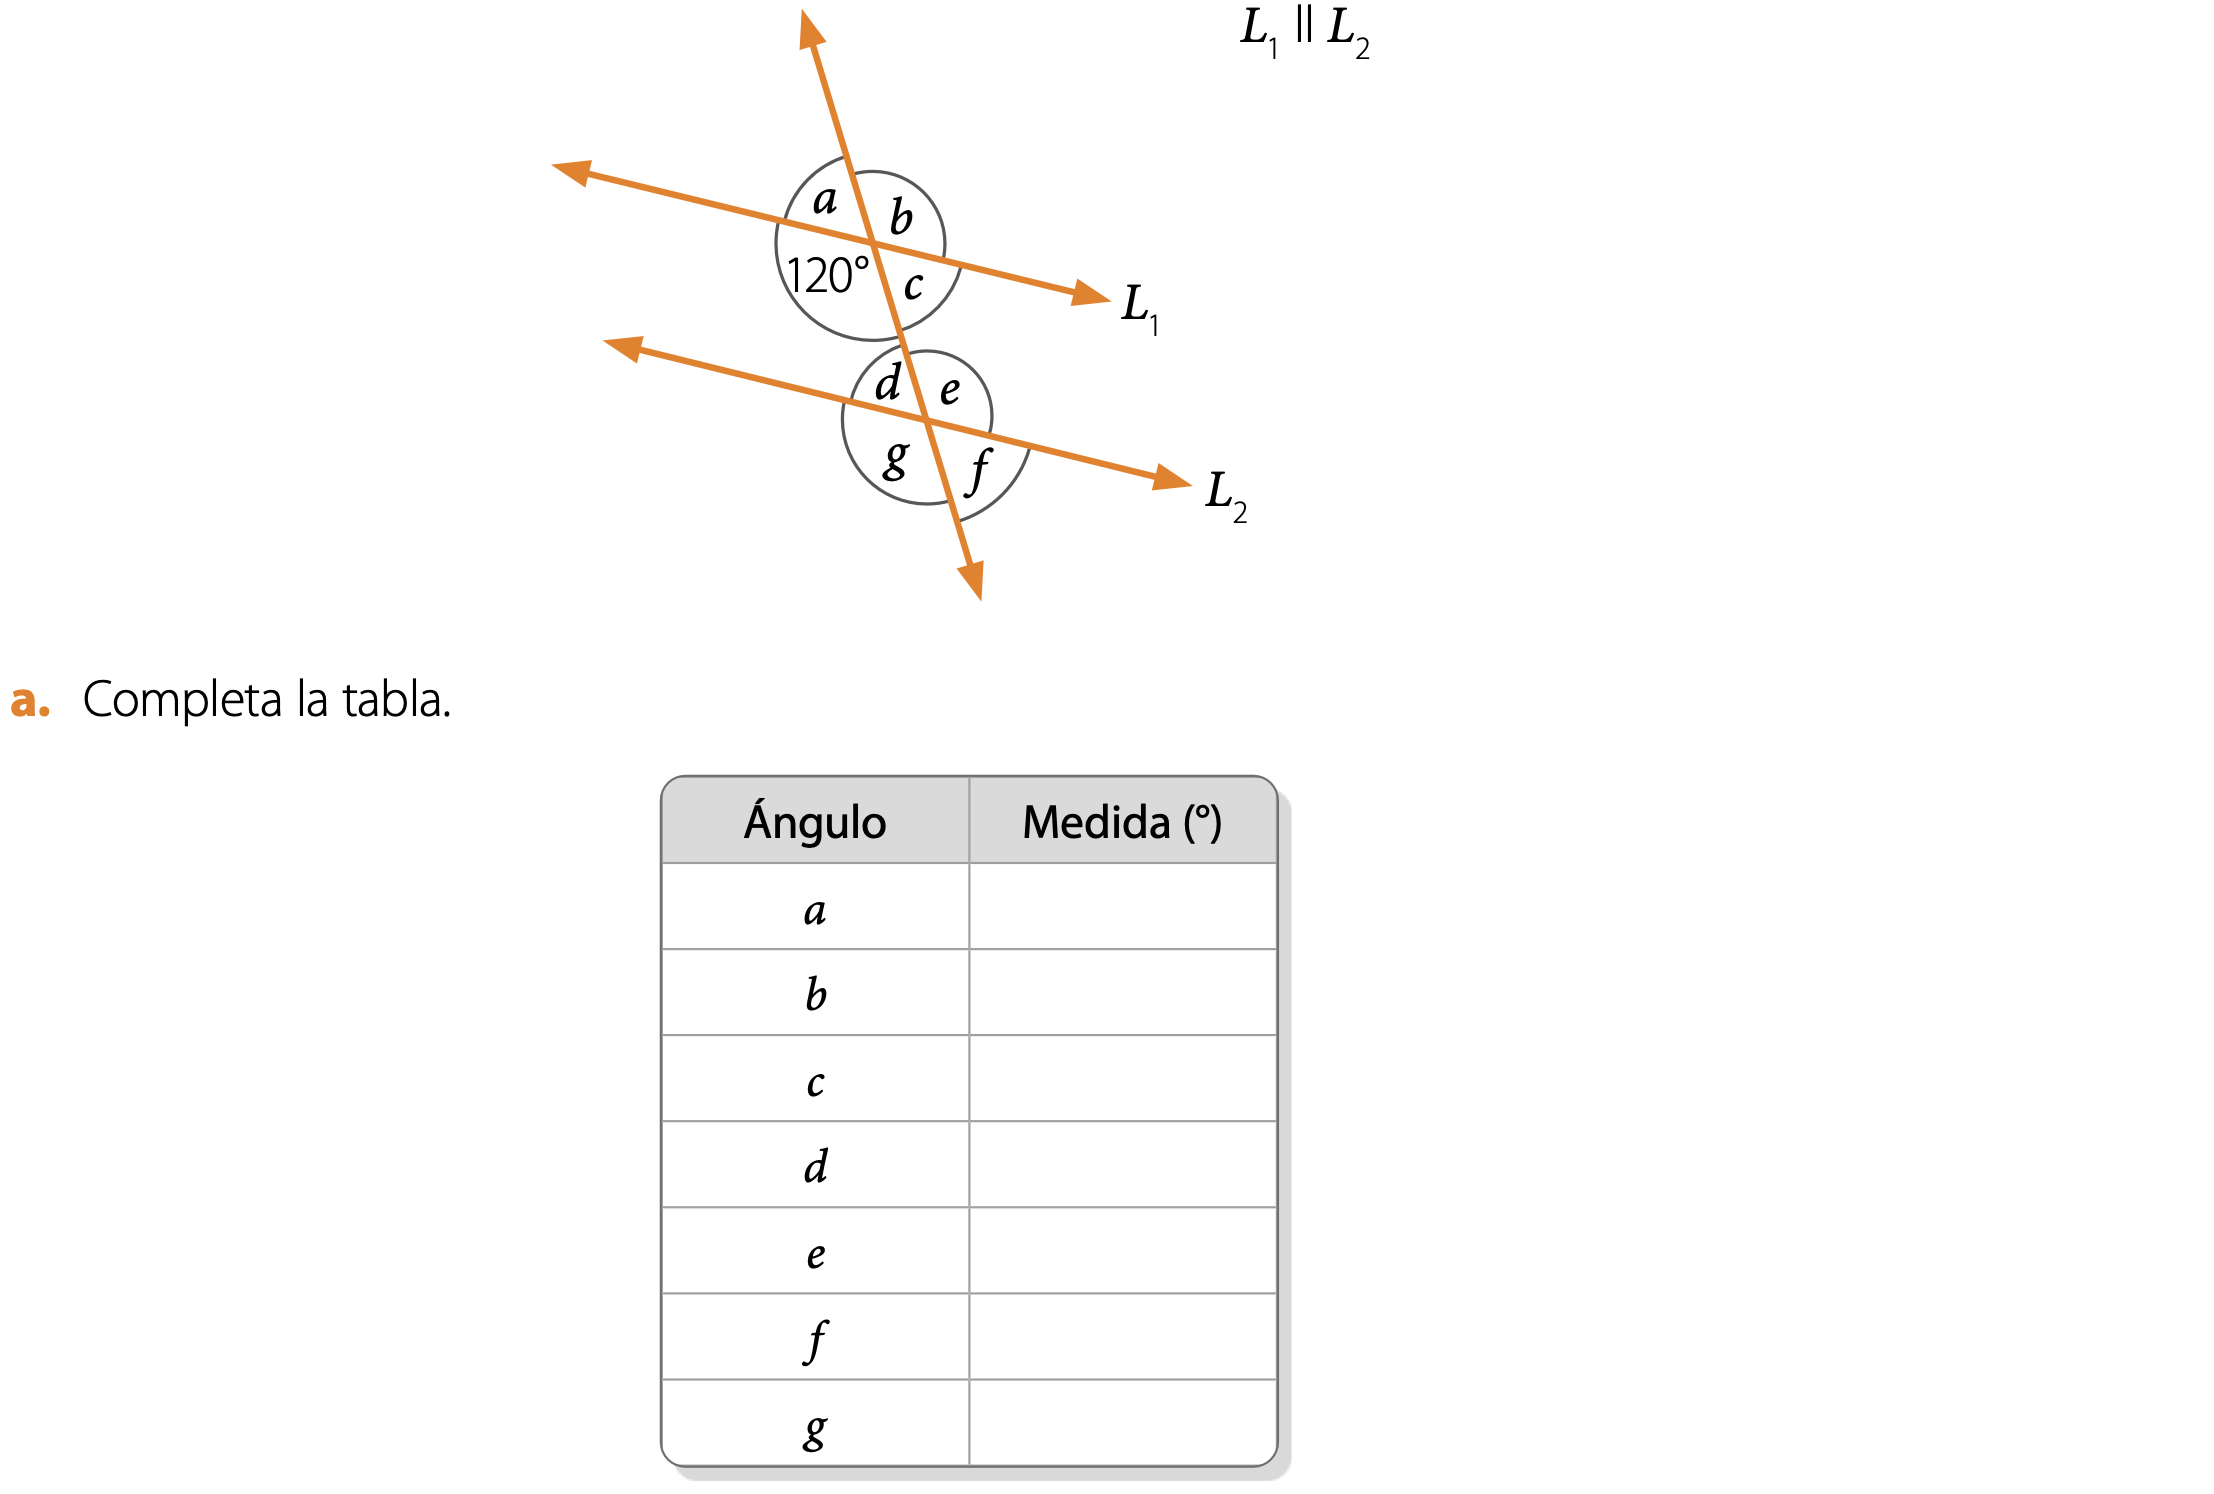 L₁ || L₂
a
b
120°
c
L₁
d
e
g
f
L₂
a. Completa la tabla.
Ángulo Medida (°)
a
b
c
d
e
f
g